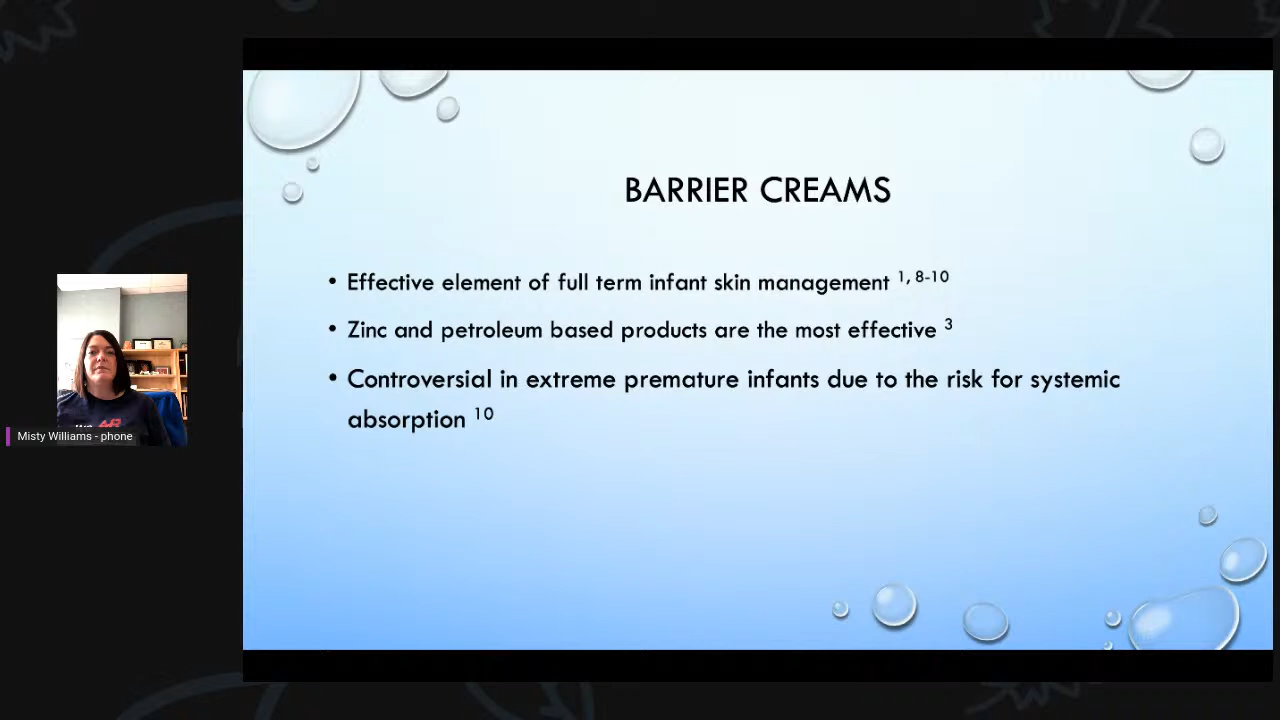 BARRIER CREAMS
• Effective element of full term infant skin management 1, 8-10
• Zinc and petroleum based products are the most effective 3
• Controversial in extreme premature infants due to the risk for systemic
absorption 10
Misty Williams - phone